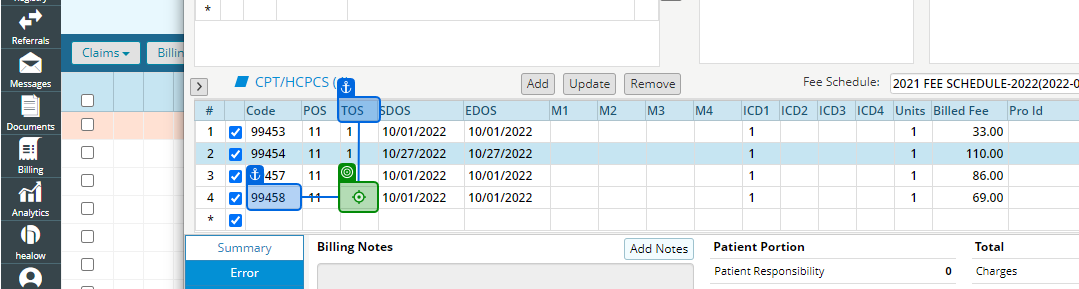 *
Referrals
Claims
Messages
CPT/HCPCS
Add
Update
Remove
Fee Schedule:
2021 FEE SCHEDULE-2022(2022-0
# Code POS TOS SDOS EDOS M1 M2 M3 M4 ICD1 ICD2 ICD3 ICD4 Units Billed Fee Pro Id
1 99453 11 1 10/01/2022 10/01/2022 1 1 33.00
2 99454 11 1 10/27/2022 10/27/2022 1 1 110.00
3 457 11 10/01/2022 10/01/2022 1 1 86.00
4 99458 11 10/01/2022 10/01/2022 1 1 69.00
*
Documents
Billing
Analytics
healow
Summary
Error
Billing Notes
Add Notes
Patient Portion
Patient Responsibility 0
Total
Charges